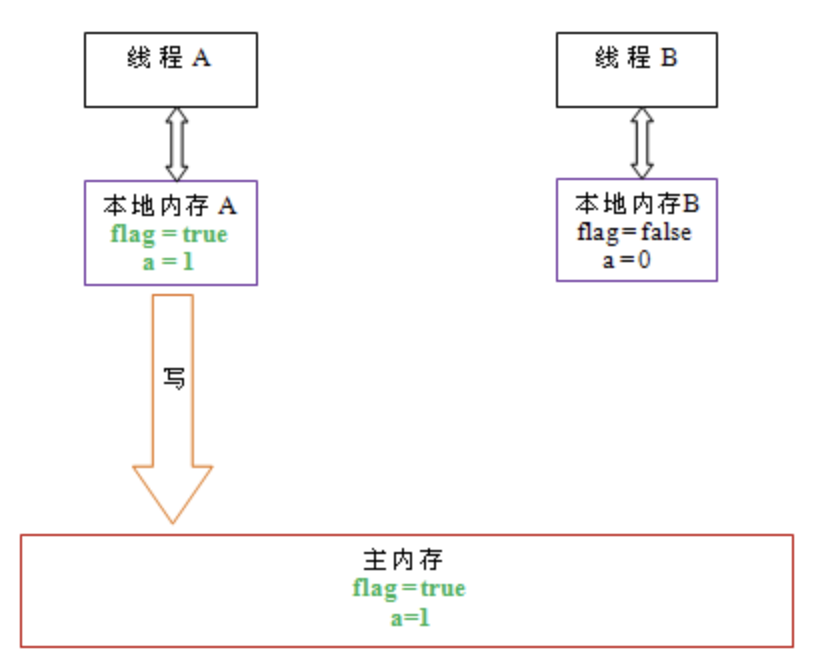 线程 A
线程 B
本地内存 A
flag = true
a = 1
本地内存B
flag=false
a=0
写
主内存
flag=true
a=1